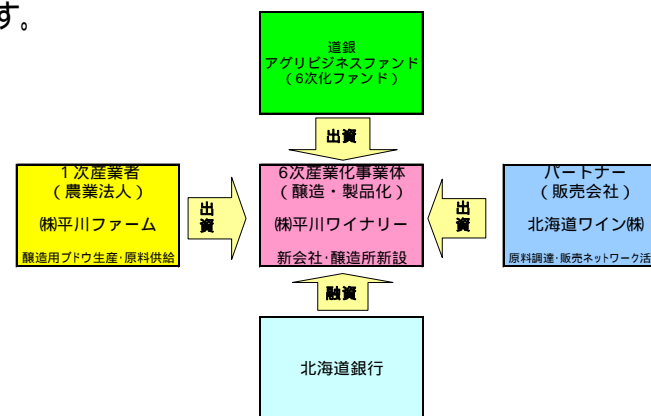 す。
道銀
アグリビジネスファンド
(6次化ファンド)
出資
1次産業者
(農業法人)
㈱平川ファーム
醸造用ブドウ生産・原料供給
出資
6次産業化事業体
(醸造・製品化)
㈱平川ワイナリー
新会社・醸造所新設
出資
パートナー
(販売会社)
北海道ワイン㈱
原料調達・販売ネットワーク活
融資
北海道銀行